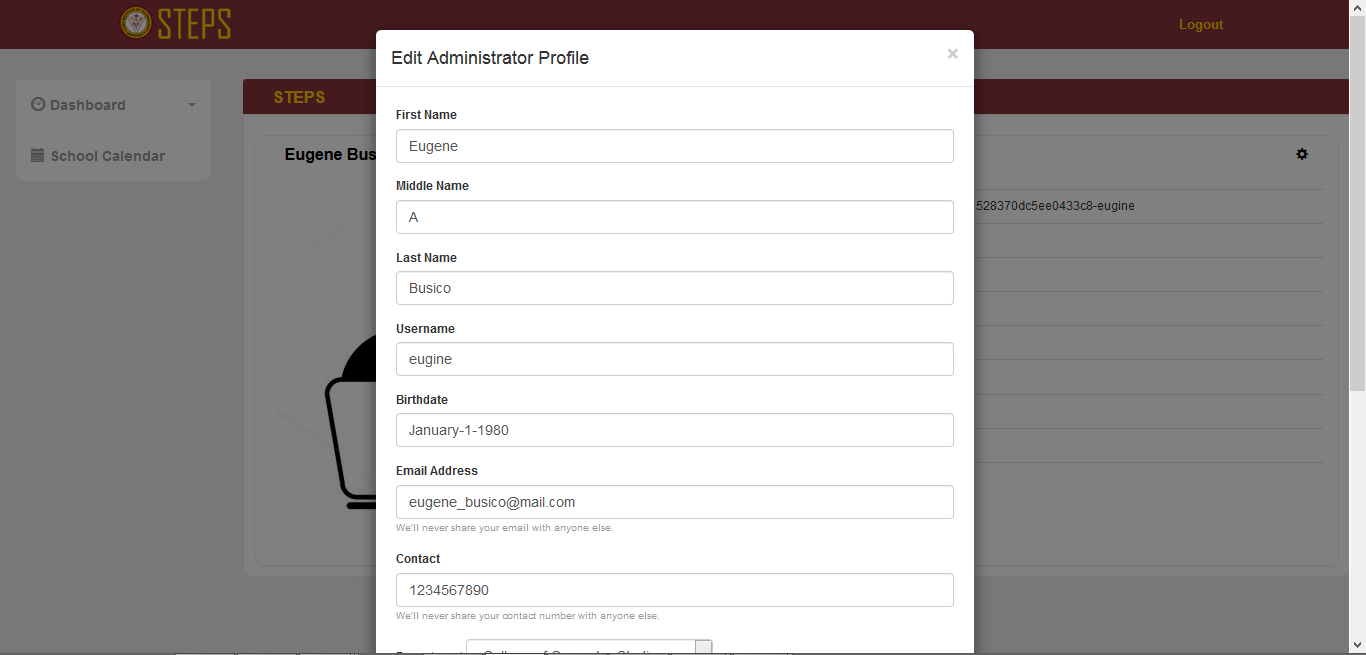 STEPS
Logout
Edit Administrator Profile
×
Dashboard
School Calendar
STEPS
Eugene Bus
528370dc5ee0433c8-eugine
First Name
Eugene
Middle Name
A
Last Name
Busico
Username
eugine
Birthdate
January-1-1980
Email Address
eugene_busico@mail.com
We'll never share your email with anyone else.
Contact
1234567890
We'll never share your contact number with anyone else.